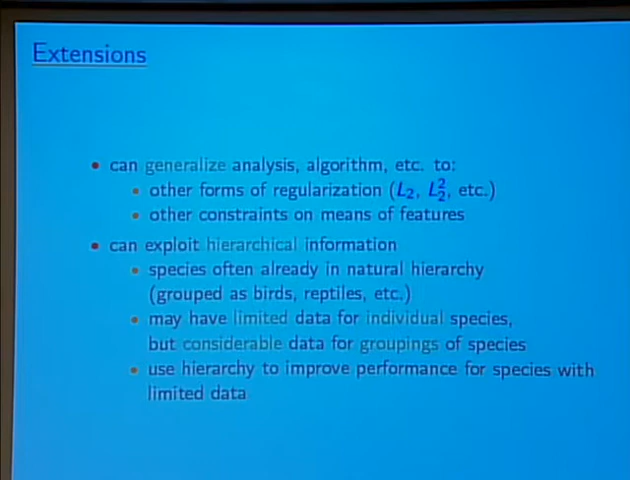 Extensions
• can generalize analysis, algorithm, etc. to:
• other forms of regularization (L₂, L₂², etc.)
• other constraints on means of features
• can exploit hierarchical information
• species often already in natural hierarchy
(grouped as birds, reptiles, etc.)
• may have limited data for individual species,
but considerable data for groupings of species
• use hierarchy to improve performance for species with
limited data